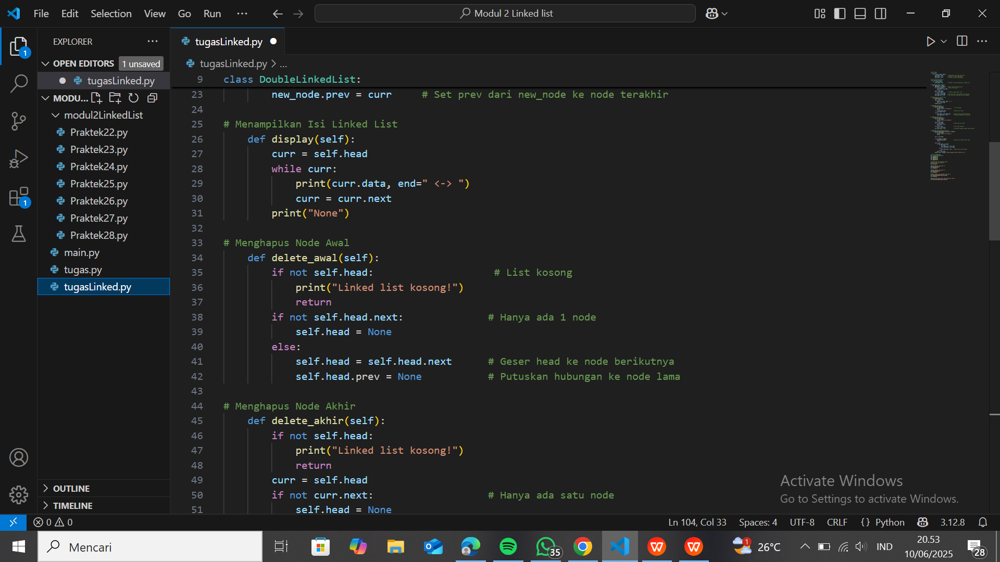 File Edit Selection View Go Run ...
Modul 2 Linked list
EXPLORER
OPEN EDITORS 1 unsaved
tugasLinked.py
MODU...
modul2LinkedList
Praktek22.py
Praktek23.py
Praktek24.py
Praktek25.py
Praktek26.py
Praktek27.py
Praktek28.py
main.py
tugas.py
tugasLinked.py
OUTLINE
TIMELINE
1
1
tugasLinked.py
tugasLinked.py > ...
9 class DoubleLinkedList:
23 new_node.prev = curr # Set prev dari new_node ke node terakhir
24
25 # Menampilkan Isi Linked List
26 def display(self):
27 curr = self.head
28 while curr:
29 print(curr.data, end=" <-> ")
30 curr = curr.next
31 print("None")
32
33 # Menghapus Node Awal
34 def delete_awal(self):
35 if not self.head: # List kosong
36 print("Linked list kosong!")
37 return
38 if not self.head.next: # Hanya ada 1 node
39 self.head = None
40 else:
41 self.head = self.head.next # Geser head ke node berikutnya
42 self.head.prev = None # Putuskan hubungan ke node lama
43
44 # Menghapus Node Akhir
45 def delete_akhir(self):
46 if not self.head:
47 print("Linked list kosong!")
48 return
49 curr = self.head
50 if not curr.next: # Hanya ada satu node
51 self.head = None
Activate Windows
Go to Settings to activate Windows.
0 0 Ln 104, Col 33 Spaces: 4 UTF-8 CRLF {} Python 3.12.8
Mencari
35
1
26°C
IND
20.53
10/06/2025
28